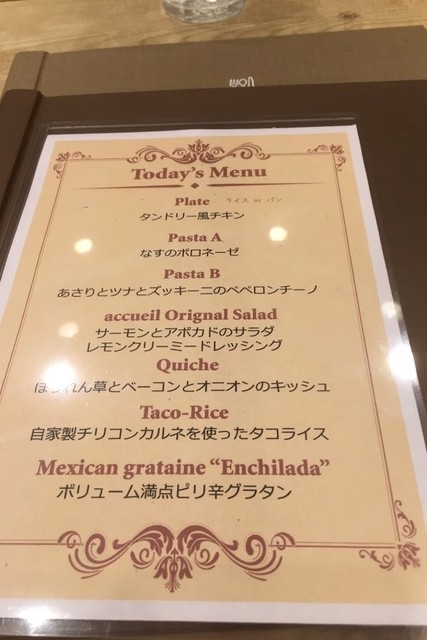 Today's Menu
Plate ライス or パン
タンドリー風チキン
Pasta A
なすのボロネーゼ
Pasta B
あさりとツナとズッキーニのペペロンチーノ
accueil Orignal Salad
サーモンとアボカドのサラダ
レモンクリーミードレッシング
Quiche
ほうれん草とベーコンとオニオンのキッシュ
Taco-Rice
自家製チリコンカルネを使ったタコライス
Mexican grataine “Enchilada”
ボリューム満点ピリ辛グラタン